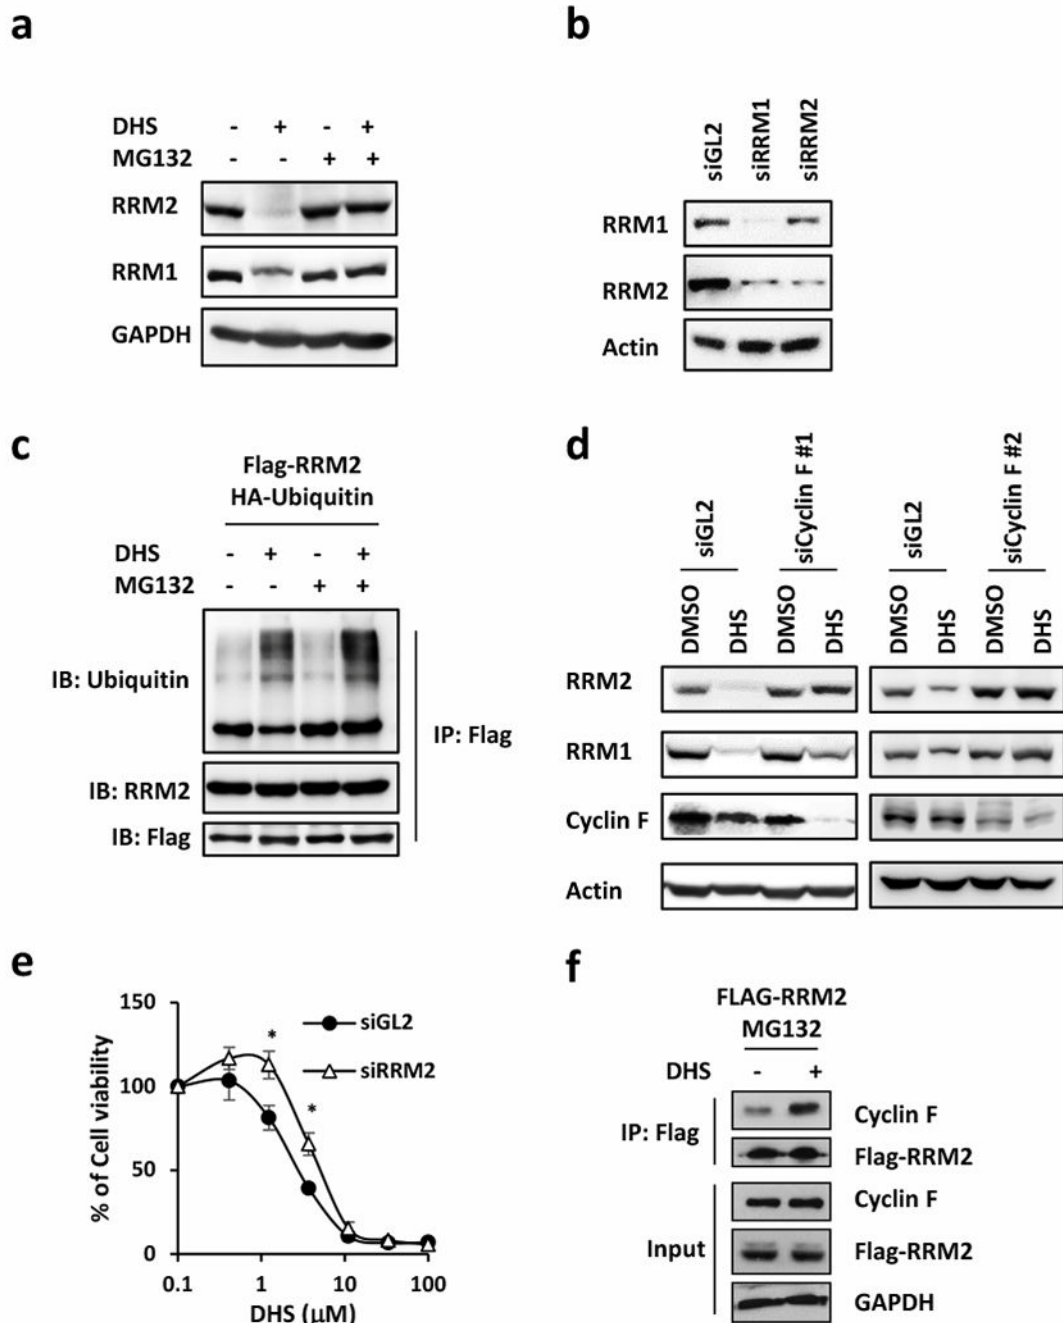 a
DHS - + - +
MG132 - - + +
RRM2
RRM1
GAPDH
b
siGL2 siRRM1 siRRM2
RRM1
RRM2
Actin
c
Flag-RRM2
HA-Ubiquitin
DHS - + - +
MG132 - - + +
IB: Ubiquitin
IB: RRM2
IB: Flag
IP: Flag
d
siGL2 siCyclin F #1 siGL2 siCyclin F #2
DMSO DHS DMSO DHS DMSO DHS DMSO DHS
RRM2
RRM1
Cyclin F
Actin
e
% of Cell viability
150
100
50
0
* *
siGL2
siRRM2
0.1 1 10 100
DHS (μM)
f
FLAG-RRM2
MG132
DHS - +
IP: Flag
Cyclin F
Flag-RRM2
Input
Cyclin F
Flag-RRM2
GAPDH